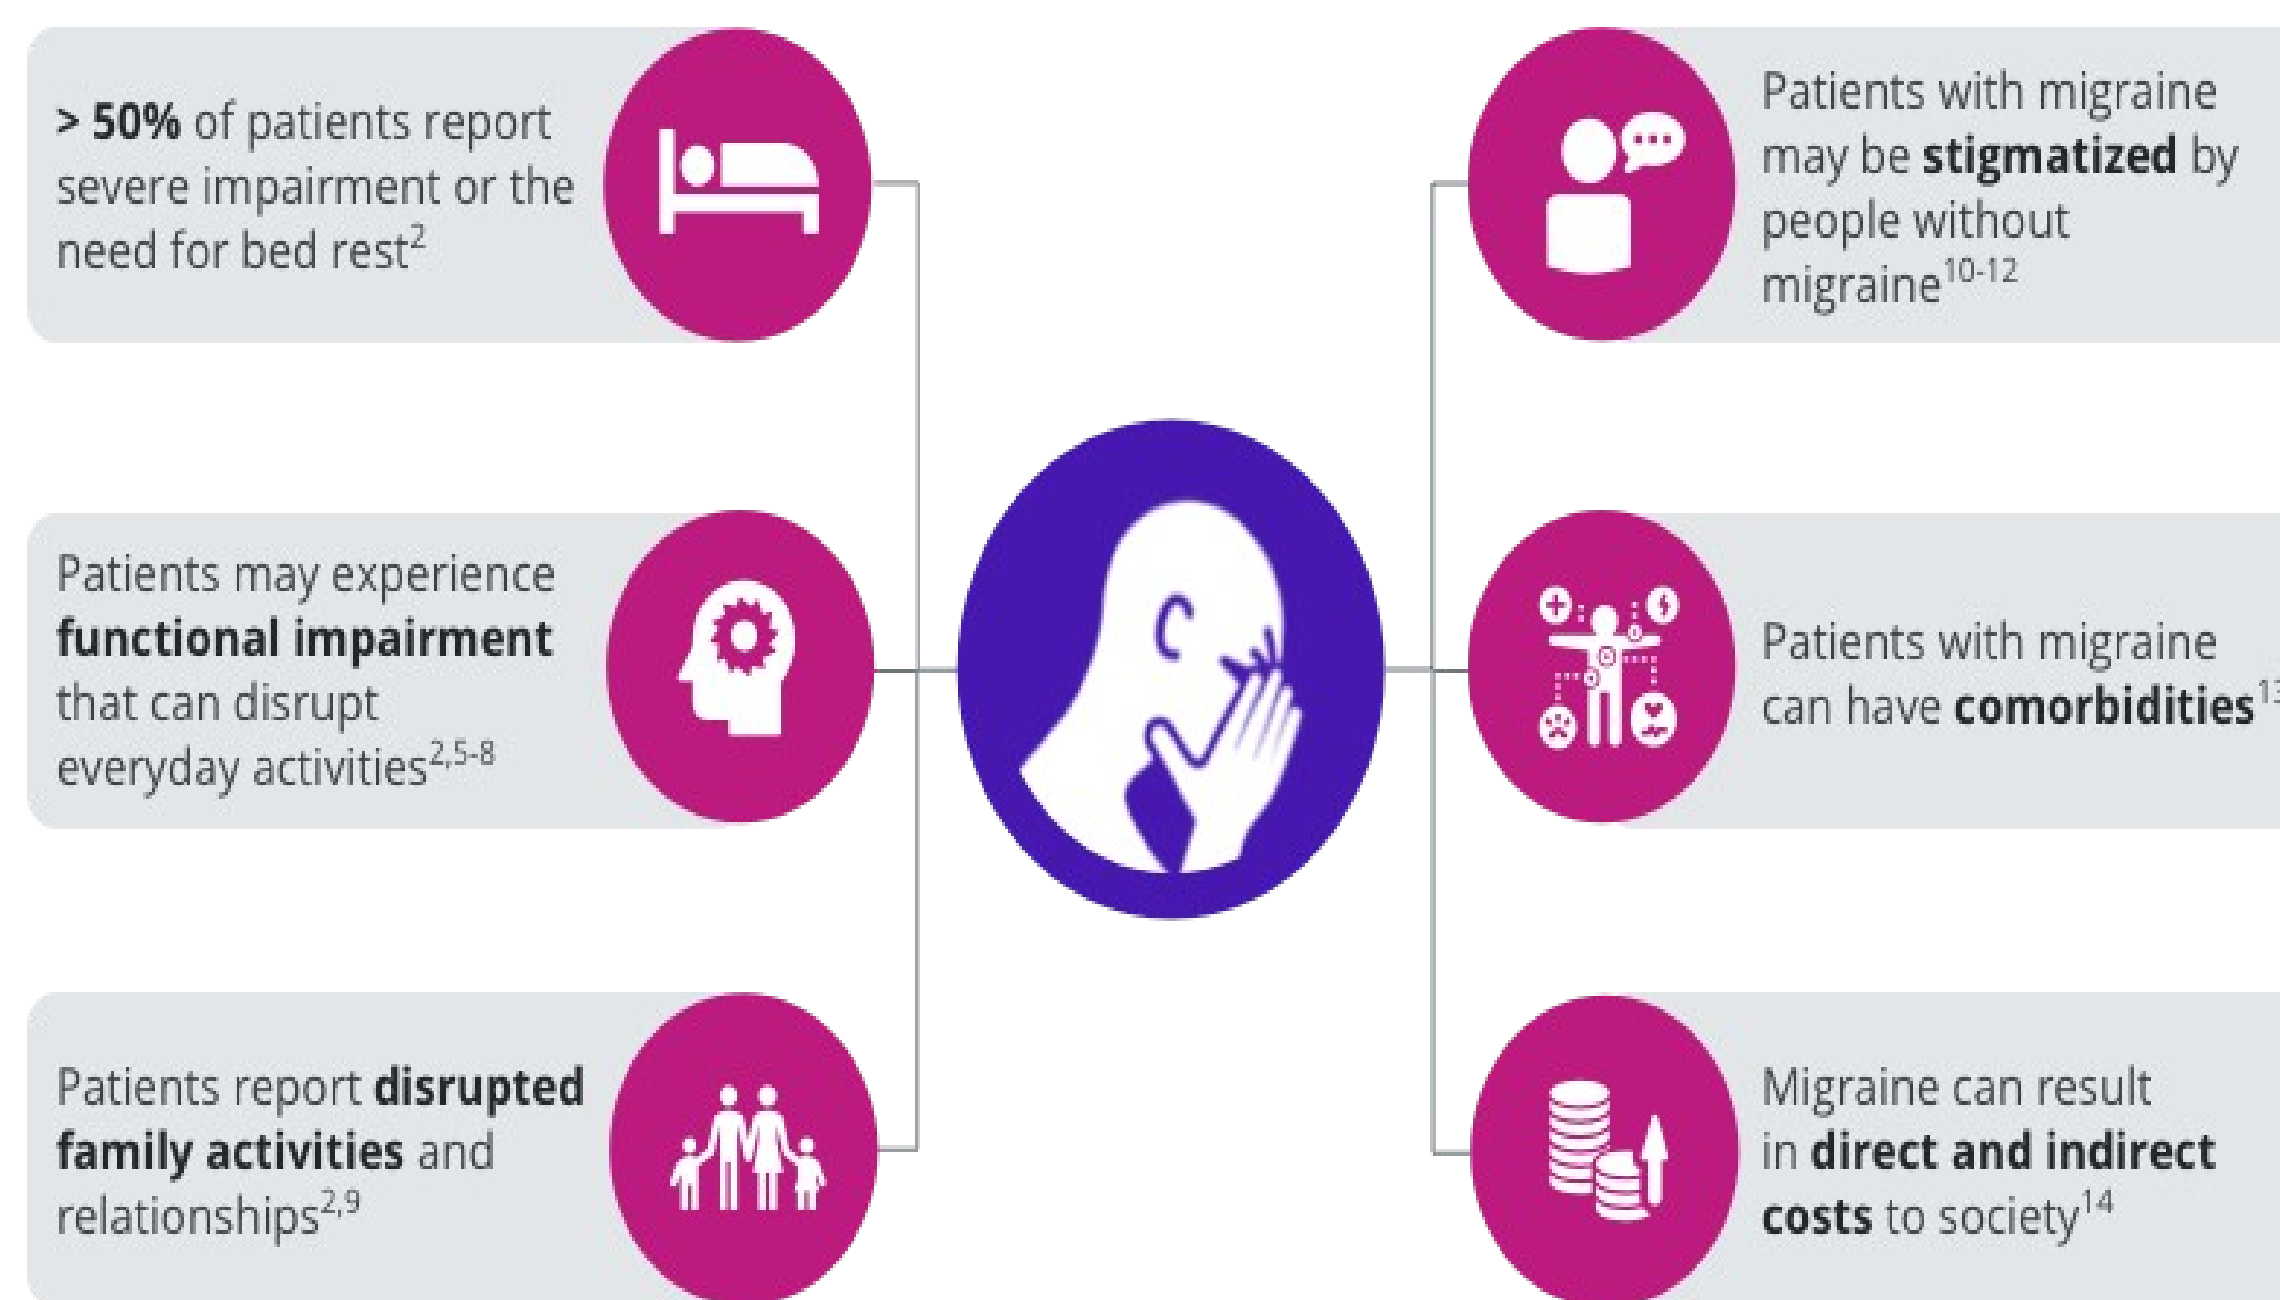 > 50% of patients report
severe impairment or the
need for bed rest2
Patients may experience
functional impairment
that can disrupt
everyday activities2,5-8
Patients report disrupted
family activities and
relationships2,9
Patients with migraine
may be stigmatized by
people without
migraine10-12
Patients with migraine
can have comorbidities13
Migraine can result
in direct and indirect
costs to society14